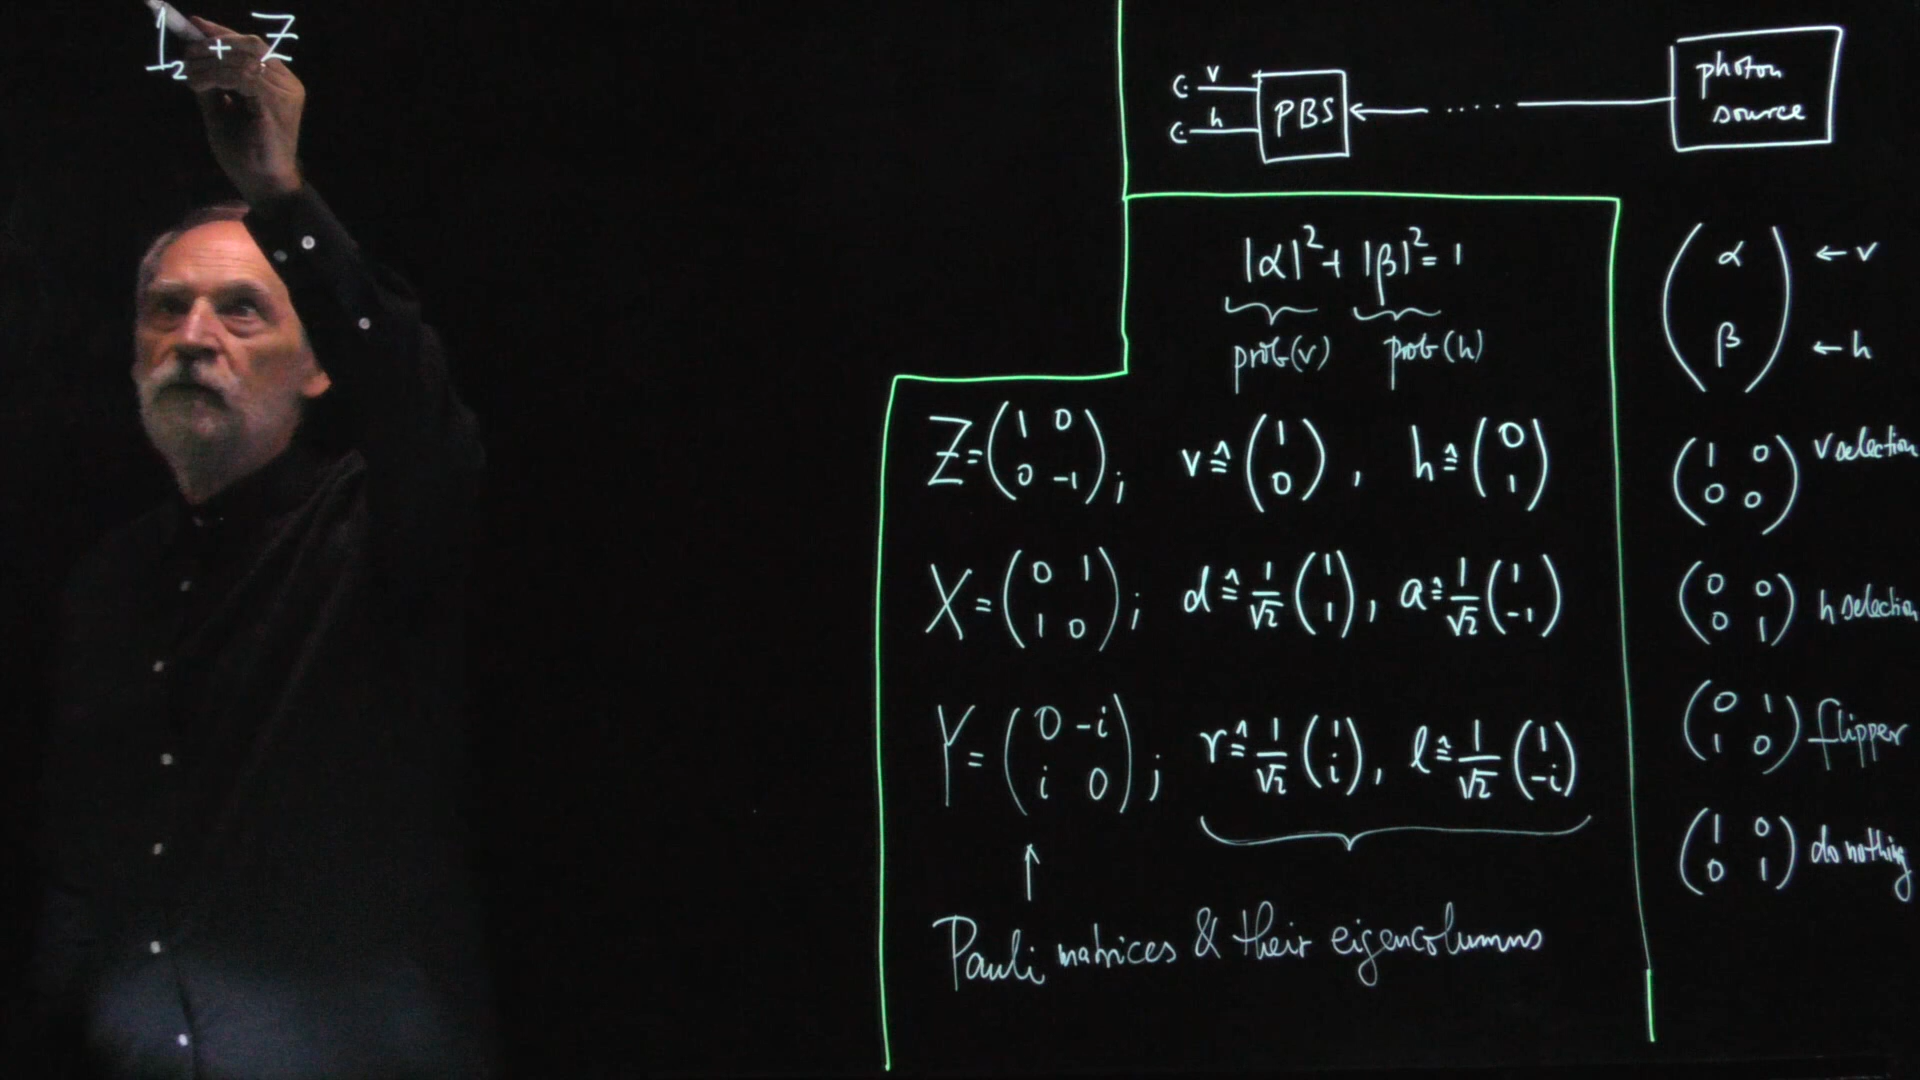 1₂ + Z
v
h
PBS
photon
source
|α|² + |β|² = 1
prob(v) prob(h)
(α β) ← v ← h
Z = (1 0 0 -1); v ≙ (1 0), h ≙ (0 1)
(1 0 0 0) v selection
X = (0 1 1 0); d ≙ 1/√2 (1 1), a ≙ 1/√2 (1 -1)
(0 0 0 1) h selection
Y = (0 -i i 0); r ≙ 1/√2 (1 i), l ≙ 1/√2 (1 -i)
(0 1 1 0) flipper
(1 0 0 1) do nothing
↑
Pauli matrices & their eigencolumns